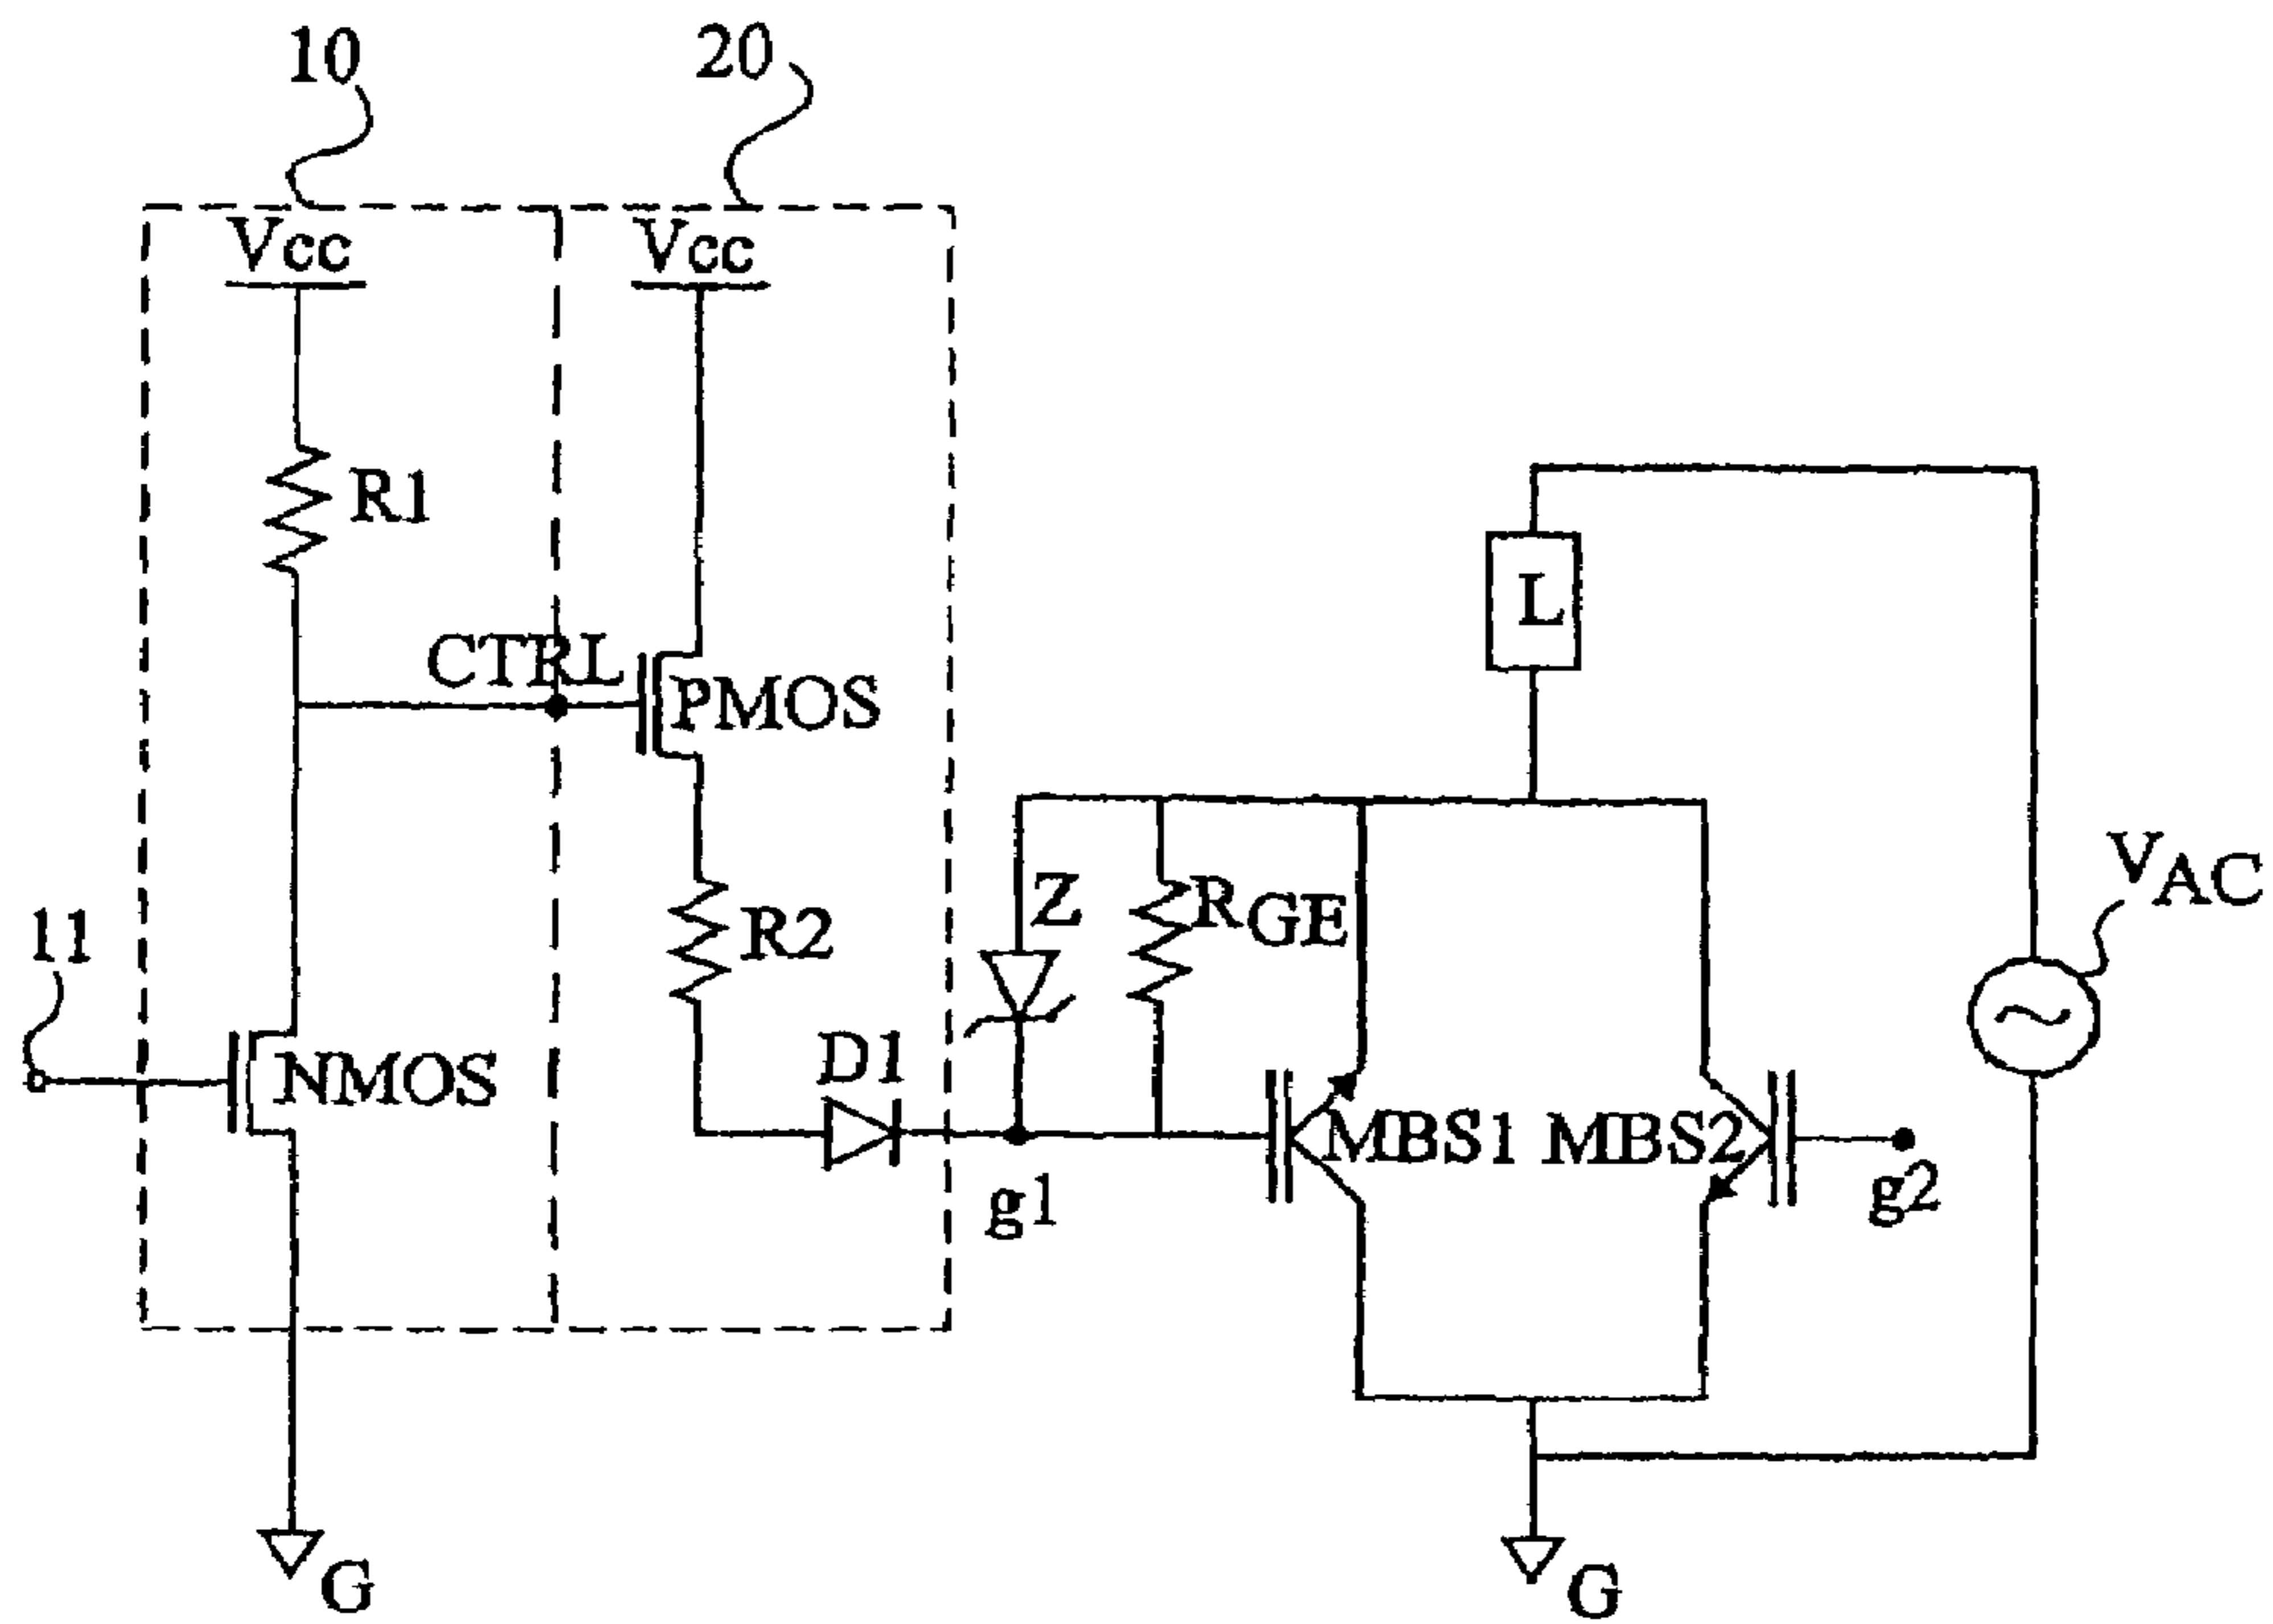 10
20
Vcc
Vcc
R1
L
CTRL
PMOS
VAC
Z
RGE
R2
11
D1
NMOS
MBS1
MBS2
g1
g2
G
G